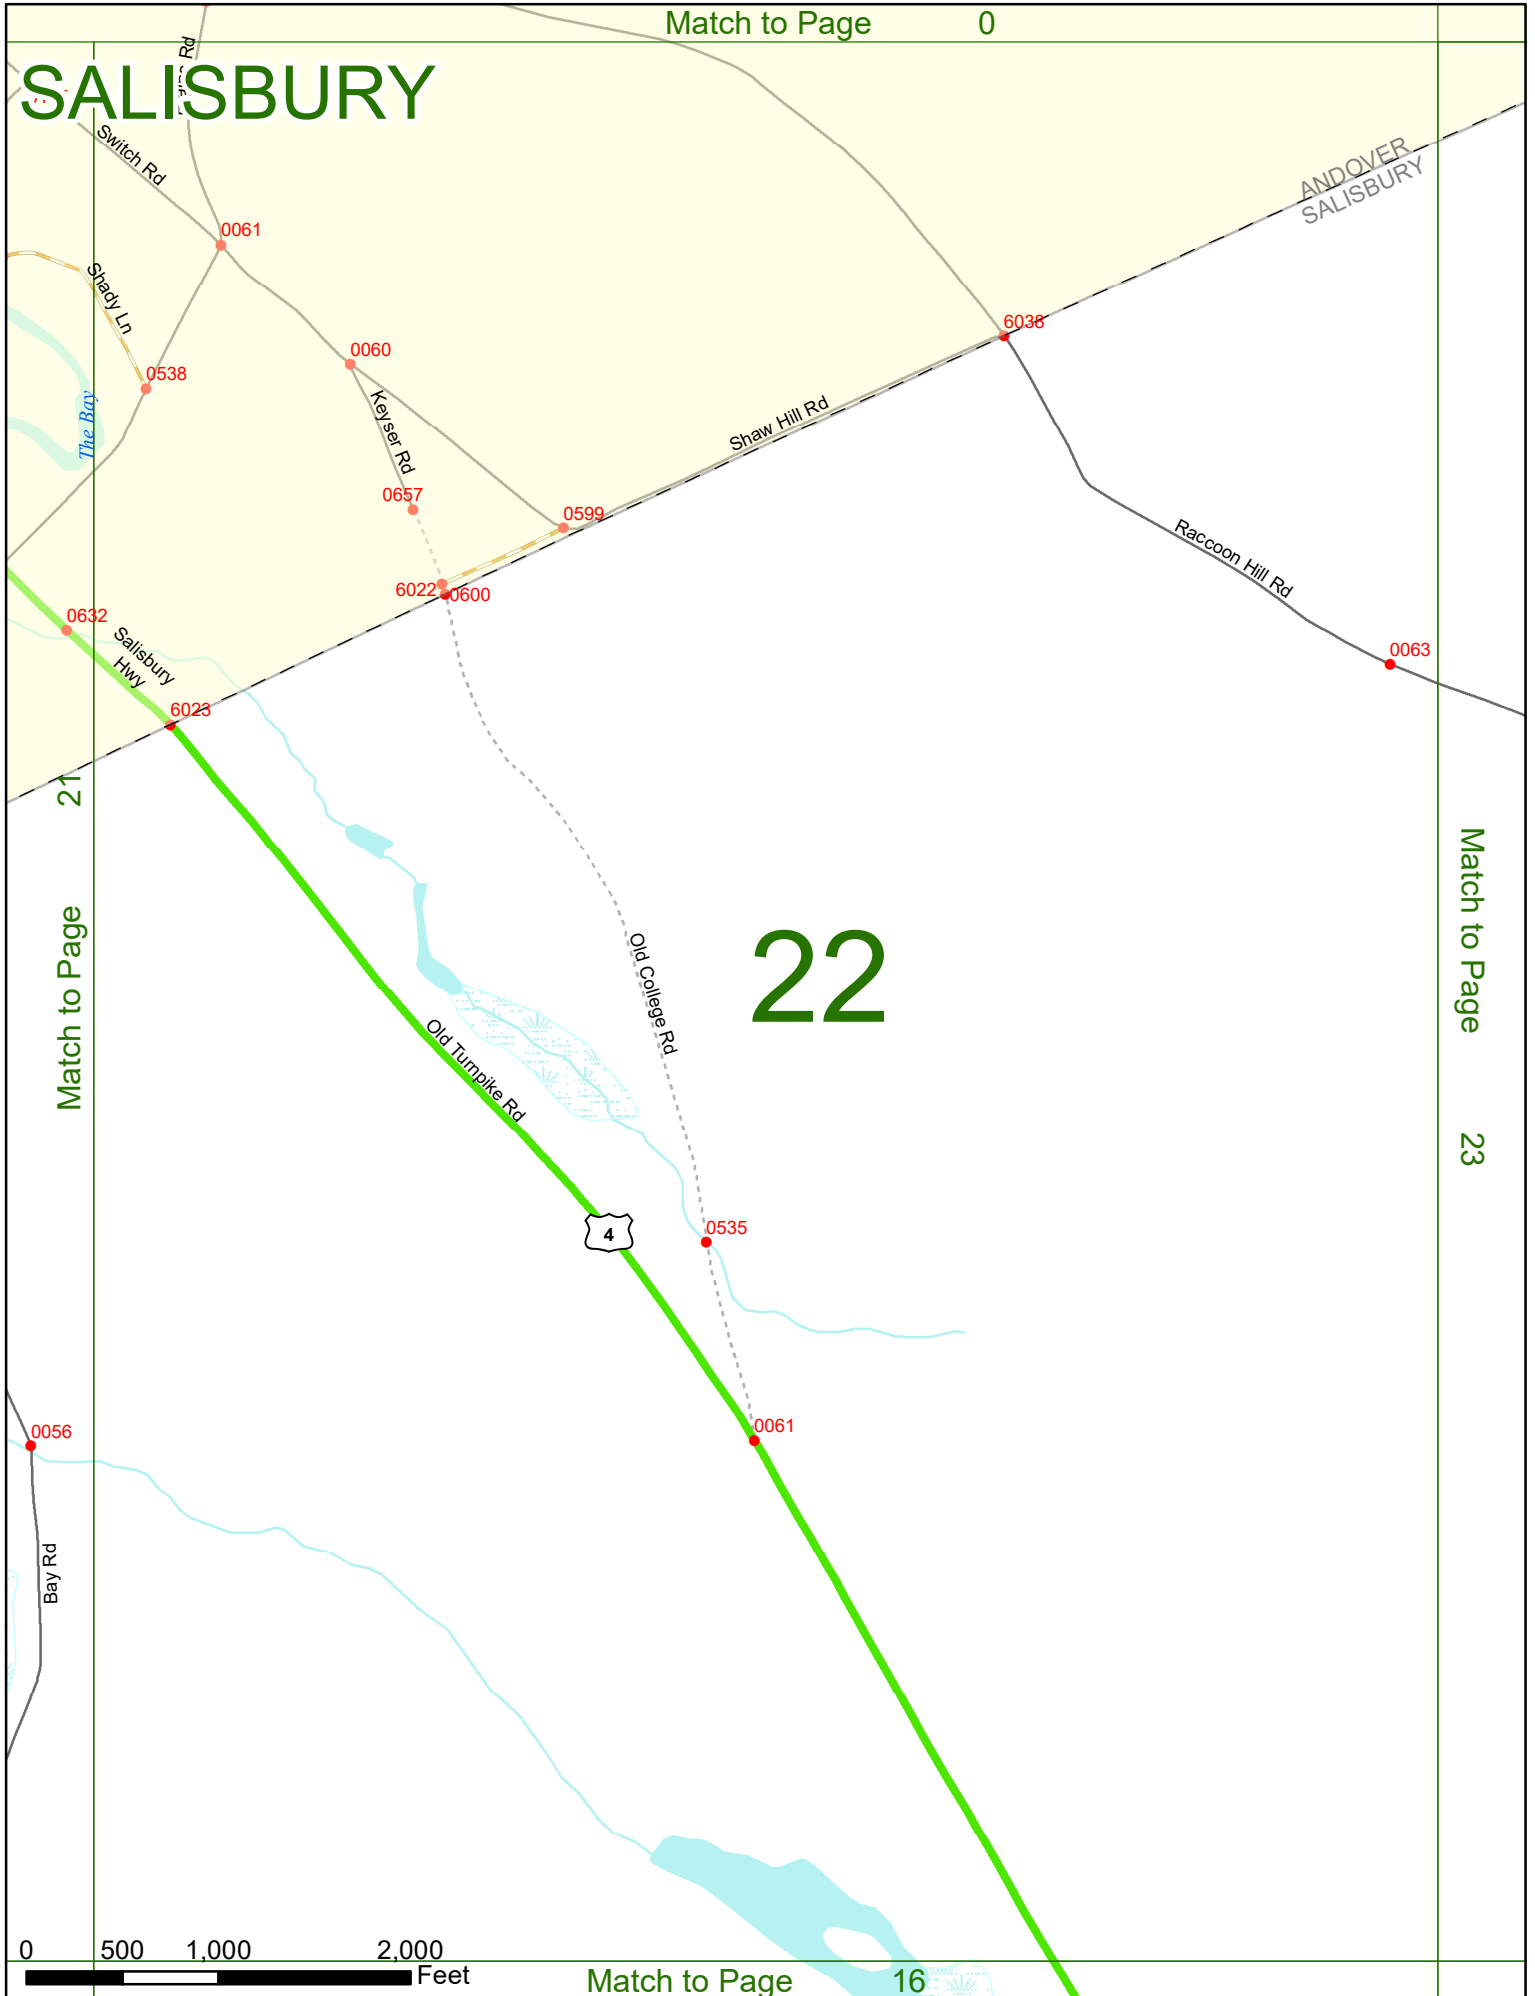 Match to Page 0
SALISBURY
Rd
Switch Rd
ANDOVER
SALISBURY
0061
Shady Ln
6038
0060
0538
The Bay
Keyser Rd
Shaw Hill Rd
0657
0599
Raccoon Hill Rd
6022
0600
0632
Salisbury
Hwy
0063
6023
Match to Page 21
Match to Page 23
22
Old College Rd
Old Turnpike Rd
4
0535
0061
0056
Bay Rd
0 500 1,000 2,000
Feet
Match to Page 16